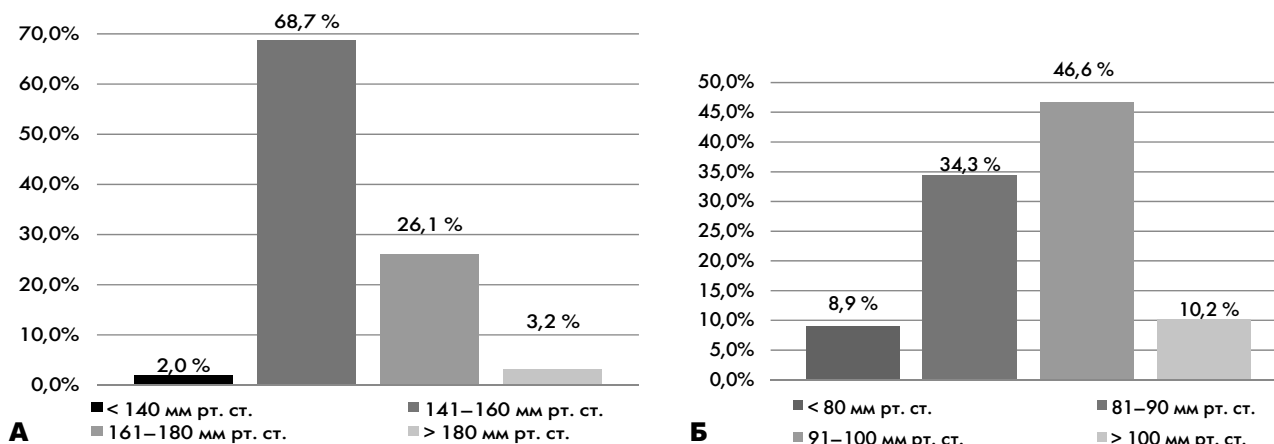 68,7 %
70,0%
60,0%
50,0%
40,0%
30,0%
20,0%
10,0%
0,0%
26,1 %
3,2 %
2,0 %
< 140 мм рт. ст.
141–160 мм рт. ст.
161–180 мм рт. ст.
> 180 мм рт. ст.
А
46,6 %
50,0%
45,0%
40,0%
35,0%
30,0%
25,0%
20,0%
15,0%
10,0%
5,0%
0,0%
34,3 %
8,9 %
10,2 %
< 80 мм рт. ст.
81–90 мм рт. ст.
91–100 мм рт. ст.
> 100 мм рт. ст.
Б